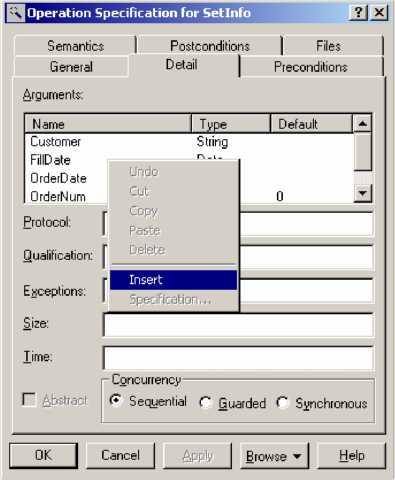 Operation Specification for SetInfo
Semantics Postconditions Files
General Detail Preconditions
Arguments:
Name Type Default
Customer String
FillDate Date
OrderDate
OrderNum 0
Undo
Cut
Copy
Paste
Delete
Insert
Specification...
Protocol:
Qualification:
Exceptions:
Size:
Time:
Concurrency
Abstract Sequential Guarded Synchronous
OK Cancel Apply Browse Help